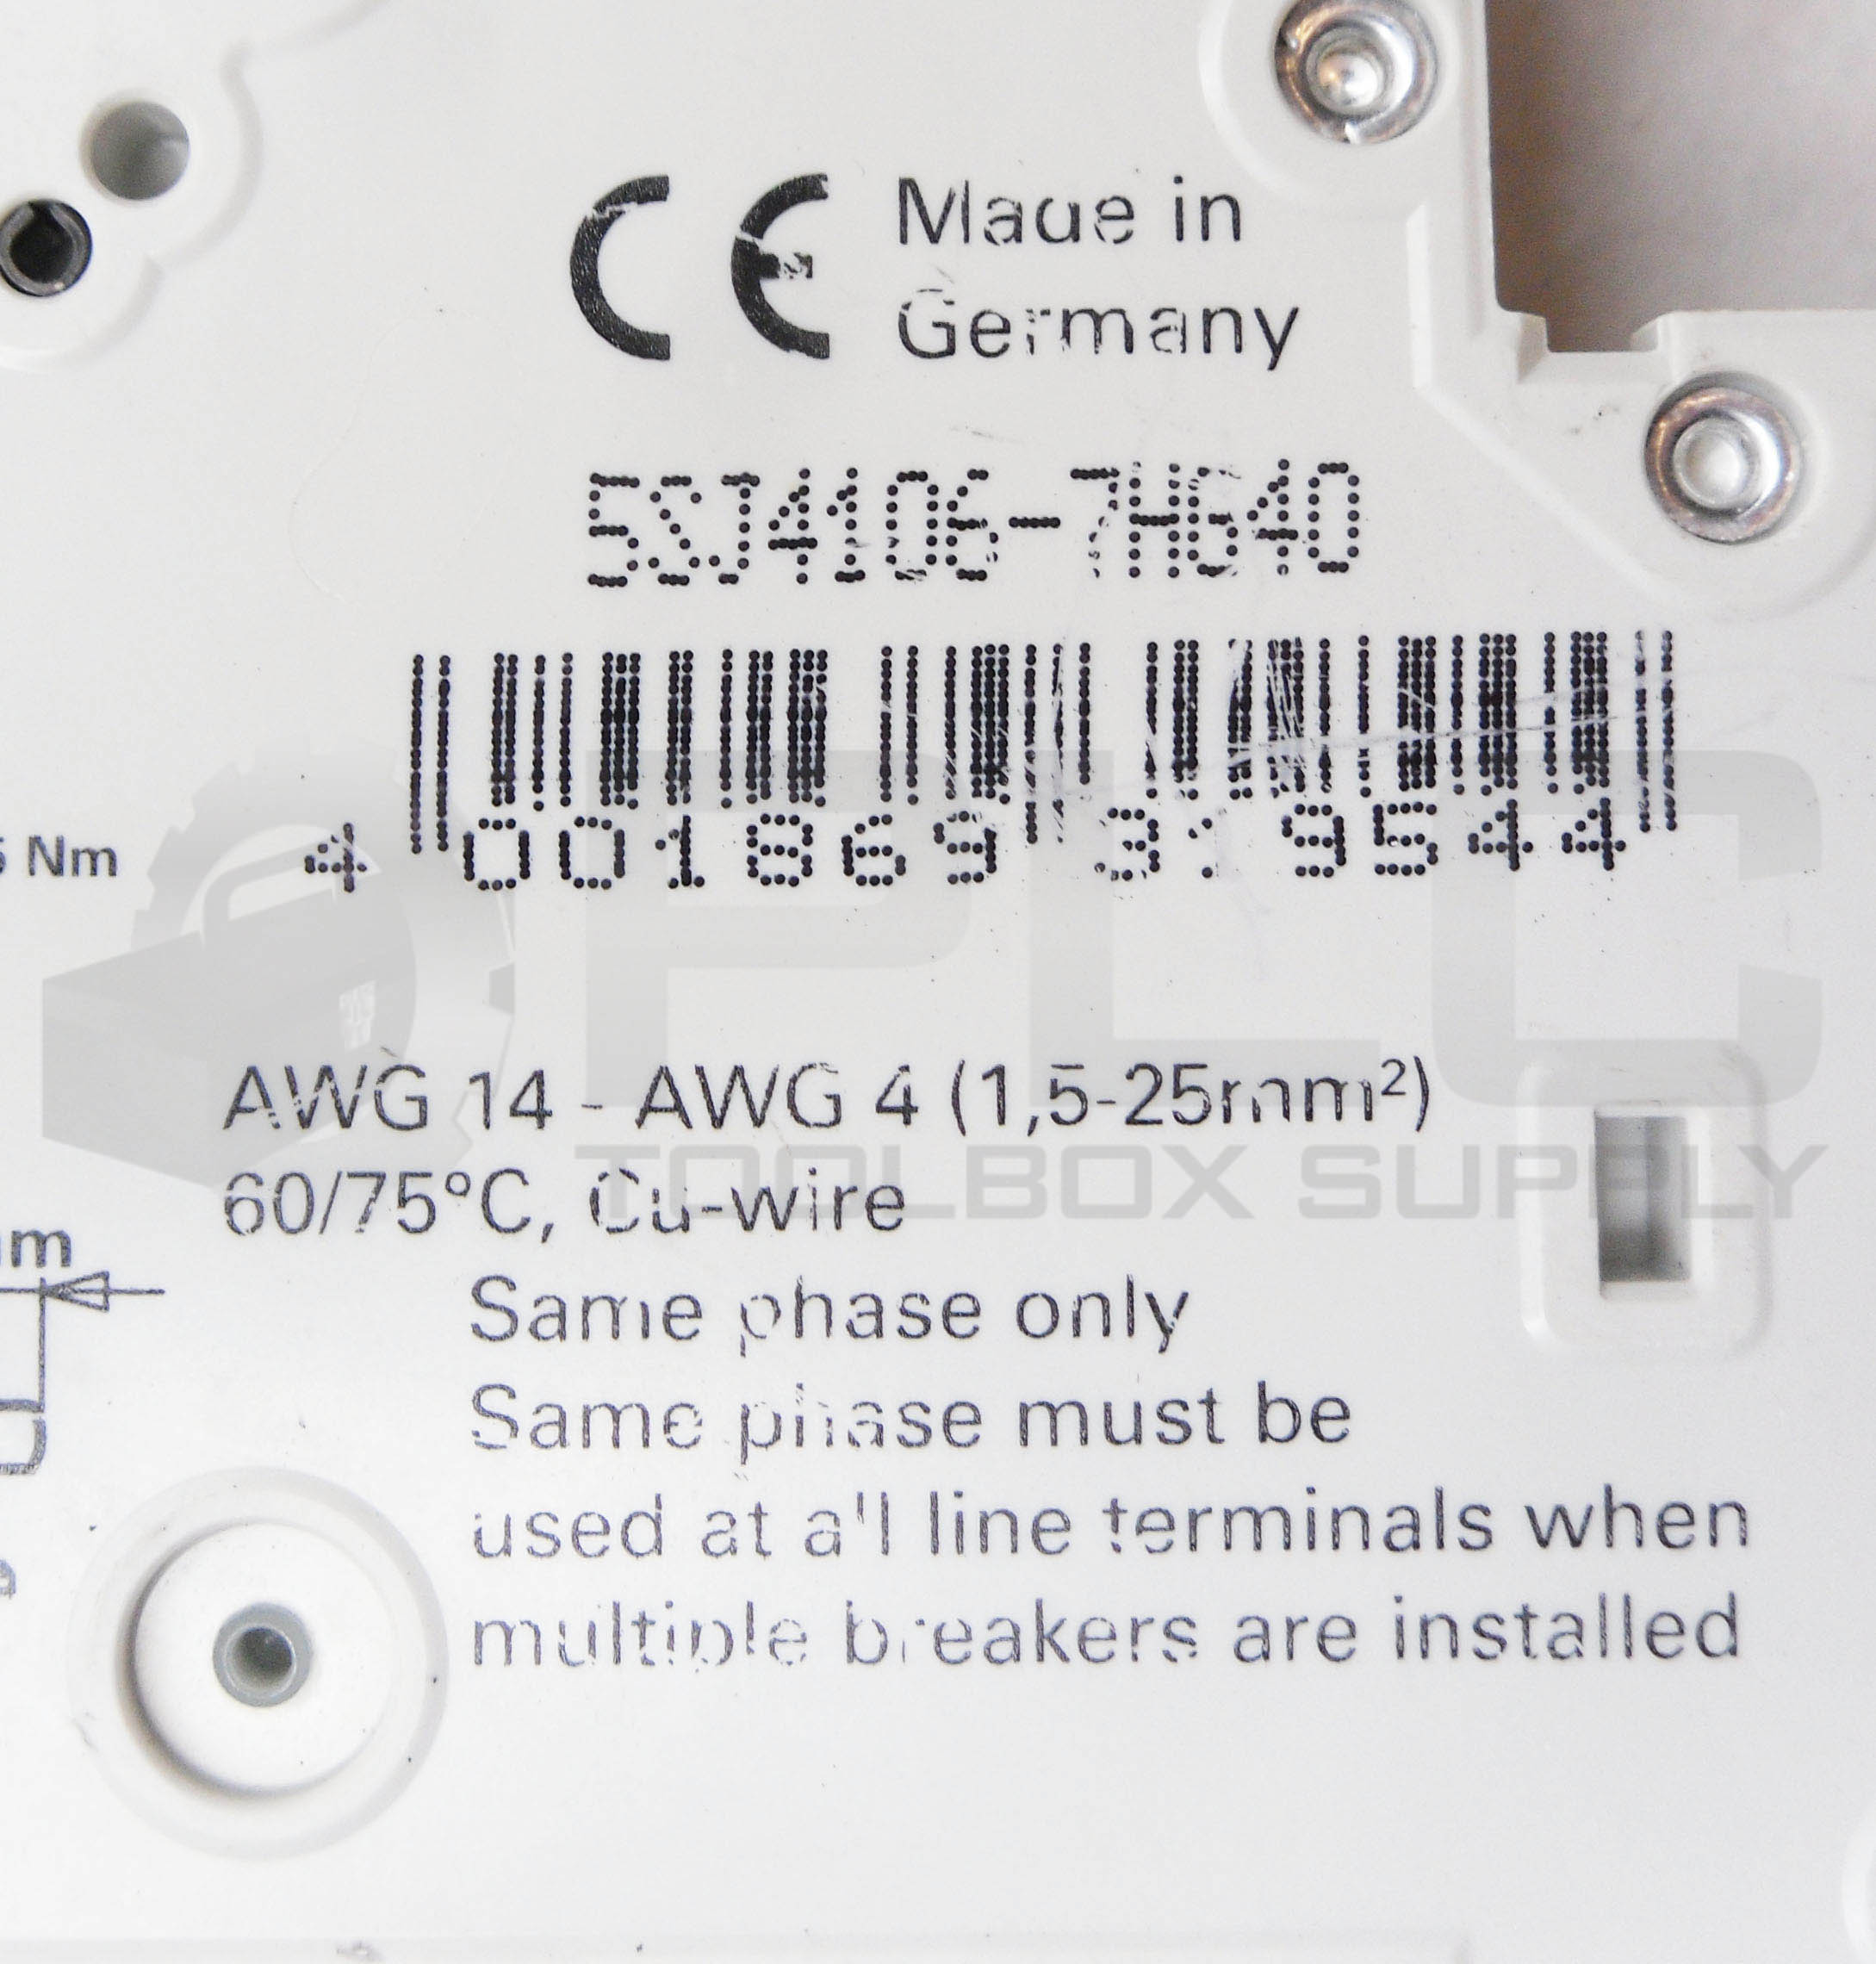 CE Made in
Germany
5SJ4106-7HG40
4 001869 319544
Nm
AWG 14 - AWG 4 (1,5-25mm²)
60/75°C, Cu-wire
Same phase only
Same phase must be
used at all line terminals when
multiple breakers are installed
PLC
TOOLBOX SUPPLY